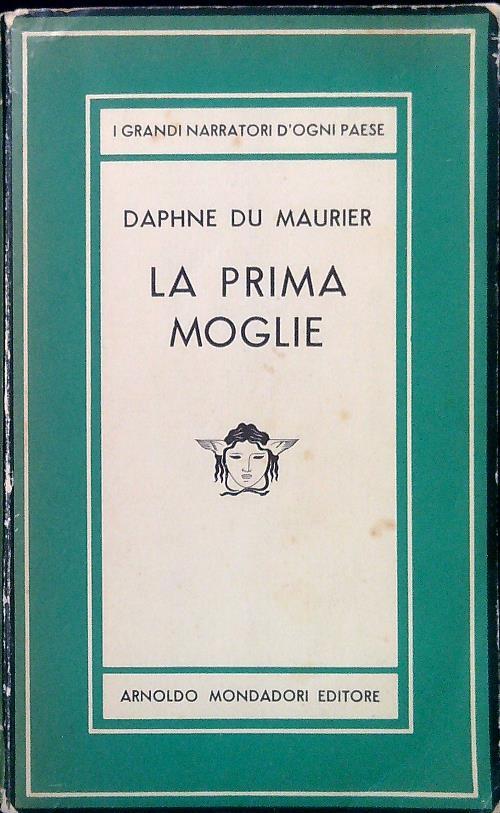 I GRANDI NARRATORI D'OGNI PAESE
DAPHNE DU MAURIER
LA PRIMA
MOGLIE
ARNOLDO MONDADORI EDITORE